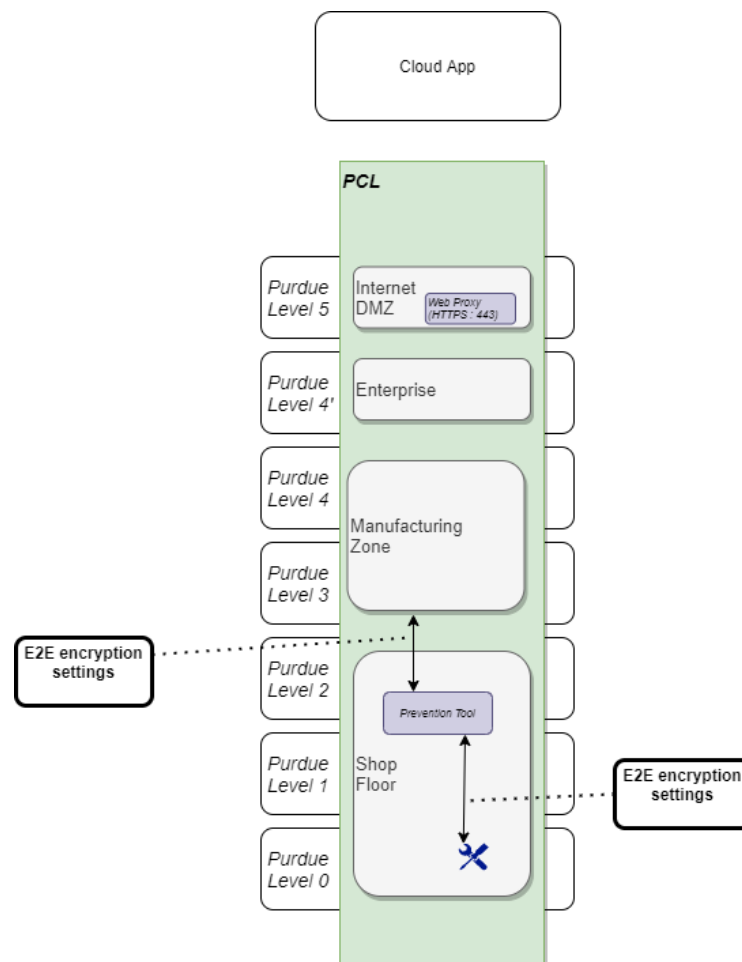 Cloud App
PCL
Purdue
Level 5
Internet
DMZ
Web Proxy
(HTTPS : 443)
Purdue
Level 4'
Enterprise
Purdue
Level 4
Manufacturing
Zone
Purdue
Level 3
E2E encryption
settings
Purdue
Level 2
Prevention Tool
Purdue
Level 1
Shop
Floor
E2E encryption
settings
Purdue
Level 0